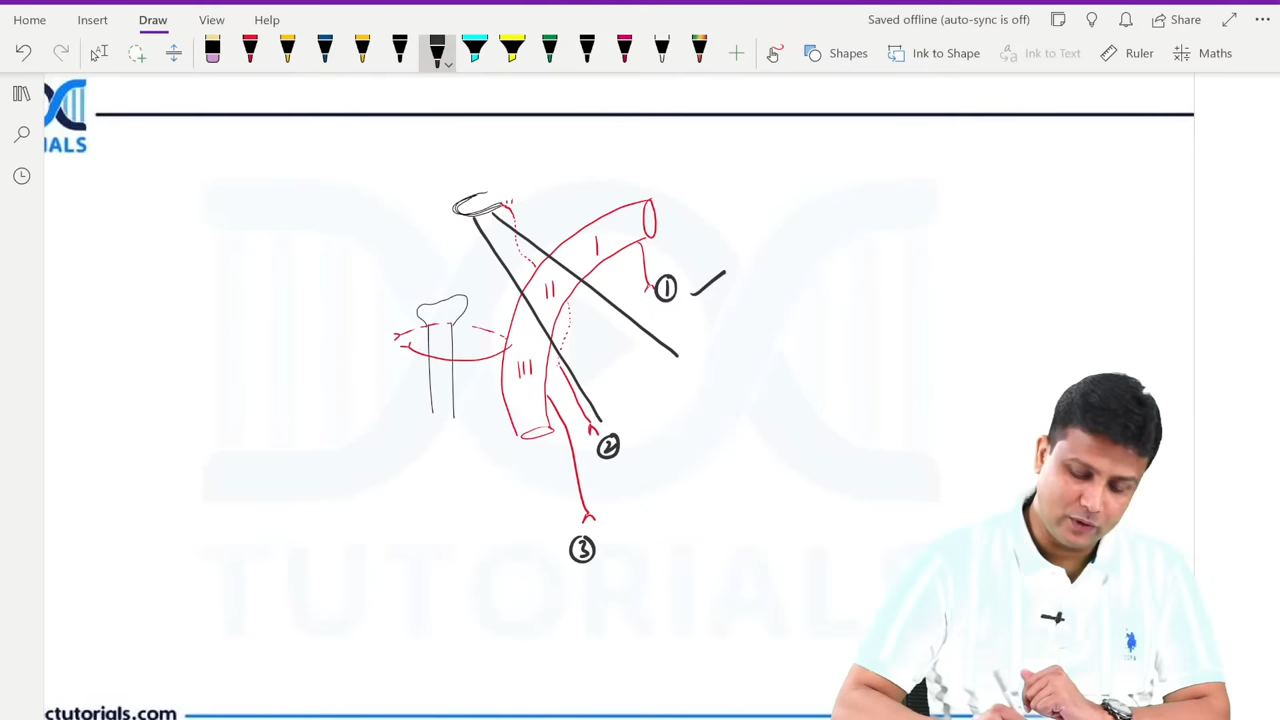 Home Insert Draw View Help Saved offline (auto-sync is off) Share
Ink to Shape Ink to Text Ruler Maths Shapes
IALS
I
II
III
①
②
③
TUTORIALS
ctutorials.com